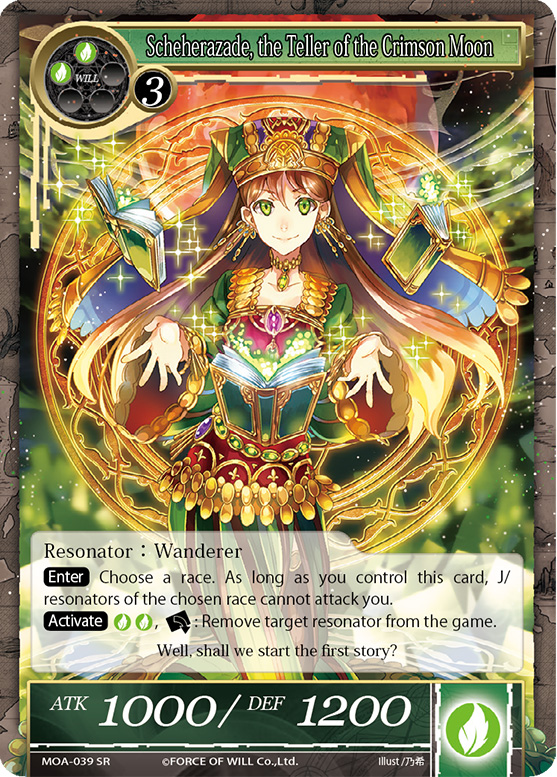 Scheherazade, the Teller of the Crimson Moon
WILL
3
Resonator : Wanderer
Enter Choose a race. As long as you control this card, J/
resonators of the chosen race cannot attack you.
Activate , : Remove target resonator from the game.
Well, shall we start the first story?
ATK 1000/ DEF 1200
MOA-039 SR ©FORCE OF WILL Co.,Ltd. Illust /乃希